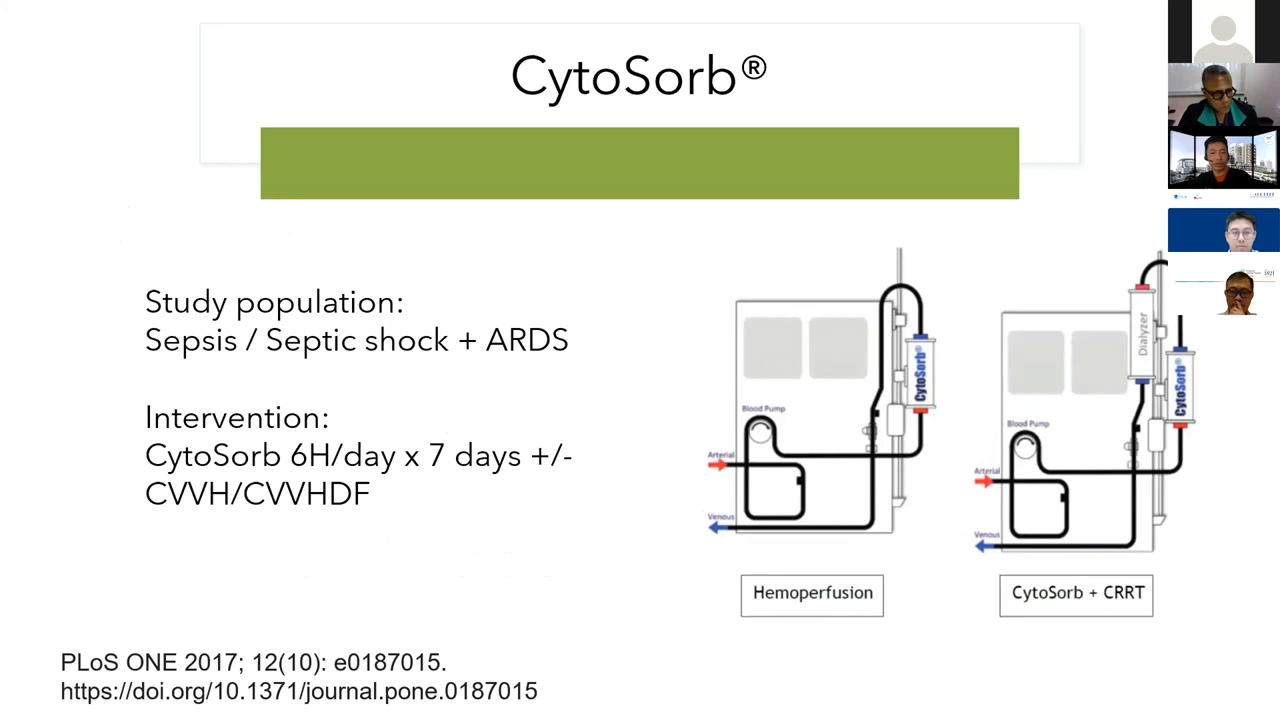 CytoSorb®
Study population:
Sepsis / Septic shock + ARDS
Intervention:
CytoSorb 6H/day x 7 days +/-
CVVH/CVVHDF
Blood Pump
Arterial
Venous
CytoSorb®
Hemoperfusion
Dialyzer
CytoSorb®
Blood Pump
Arterial
Venous
CytoSorb + CRRT
PLoS ONE 2017; 12(10): e0187015.
https://doi.org/10.1371/journal.pone.0187015